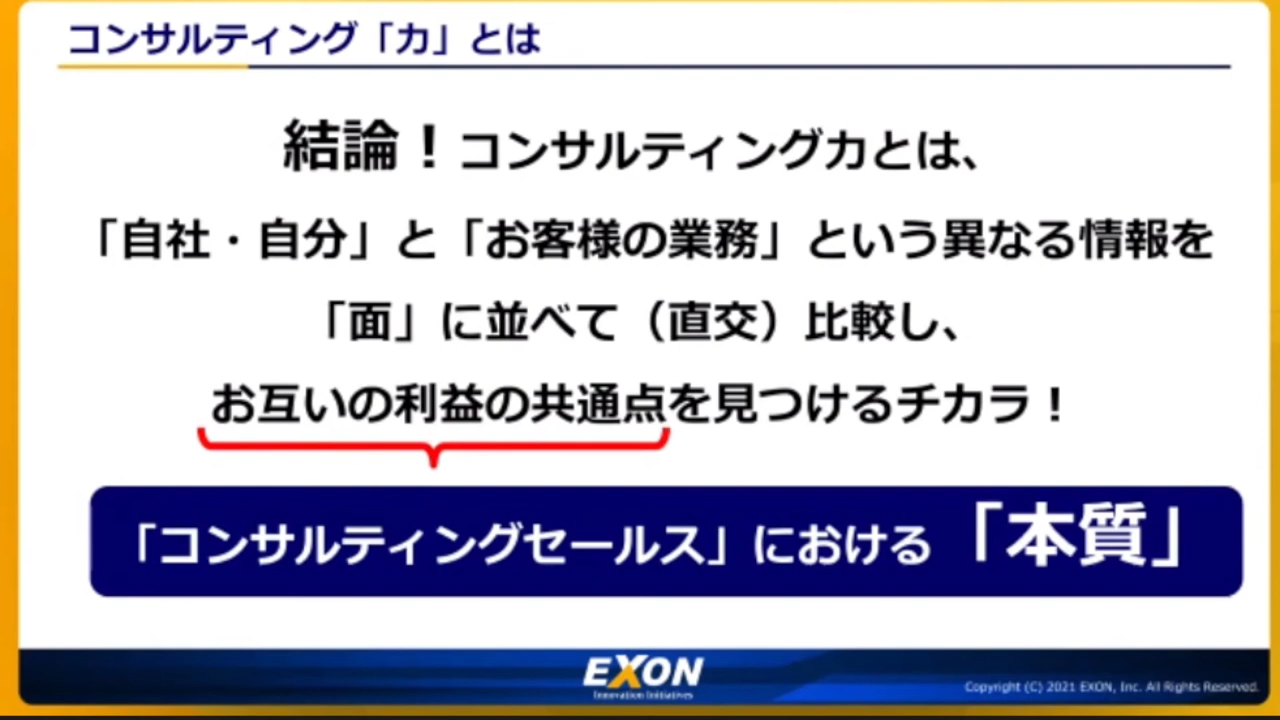 コンサルティング「力」とは
結論！コンサルティング力とは、
「自社・自分」と「お客様の業務」という異なる情報を
「面」に並べて（直交）比較し、
お互いの利益の共通点を見つけるチカラ！
「コンサルティングセールス」における「本質」
EXON
Innovation Initiatives
Copyright (C) 2021 EXON, Inc. All Rights Reserved.